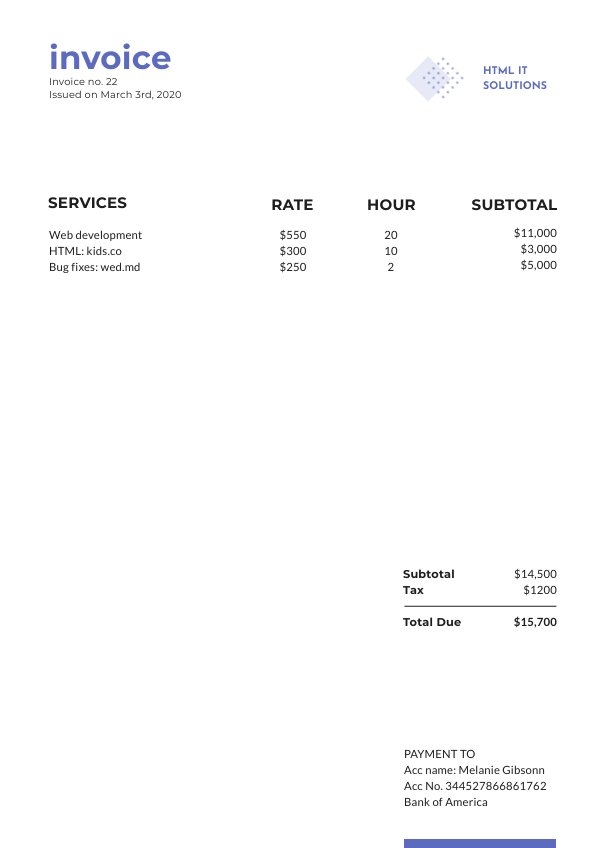 invoice
Invoice no. 22
Issued on March 3rd, 2020
HTML IT
SOLUTIONS
SERVICES RATE HOUR SUBTOTAL
Web development $550 20 $11,000
HTML: kids.co $300 10 $3,000
Bug fixes: wed.md $250 2 $5,000
Subtotal $14,500
Tax $1200
Total Due $15,700
PAYMENT TO
Acc name: Melanie Gibsonn
Acc No. 344527866861762
Bank of America